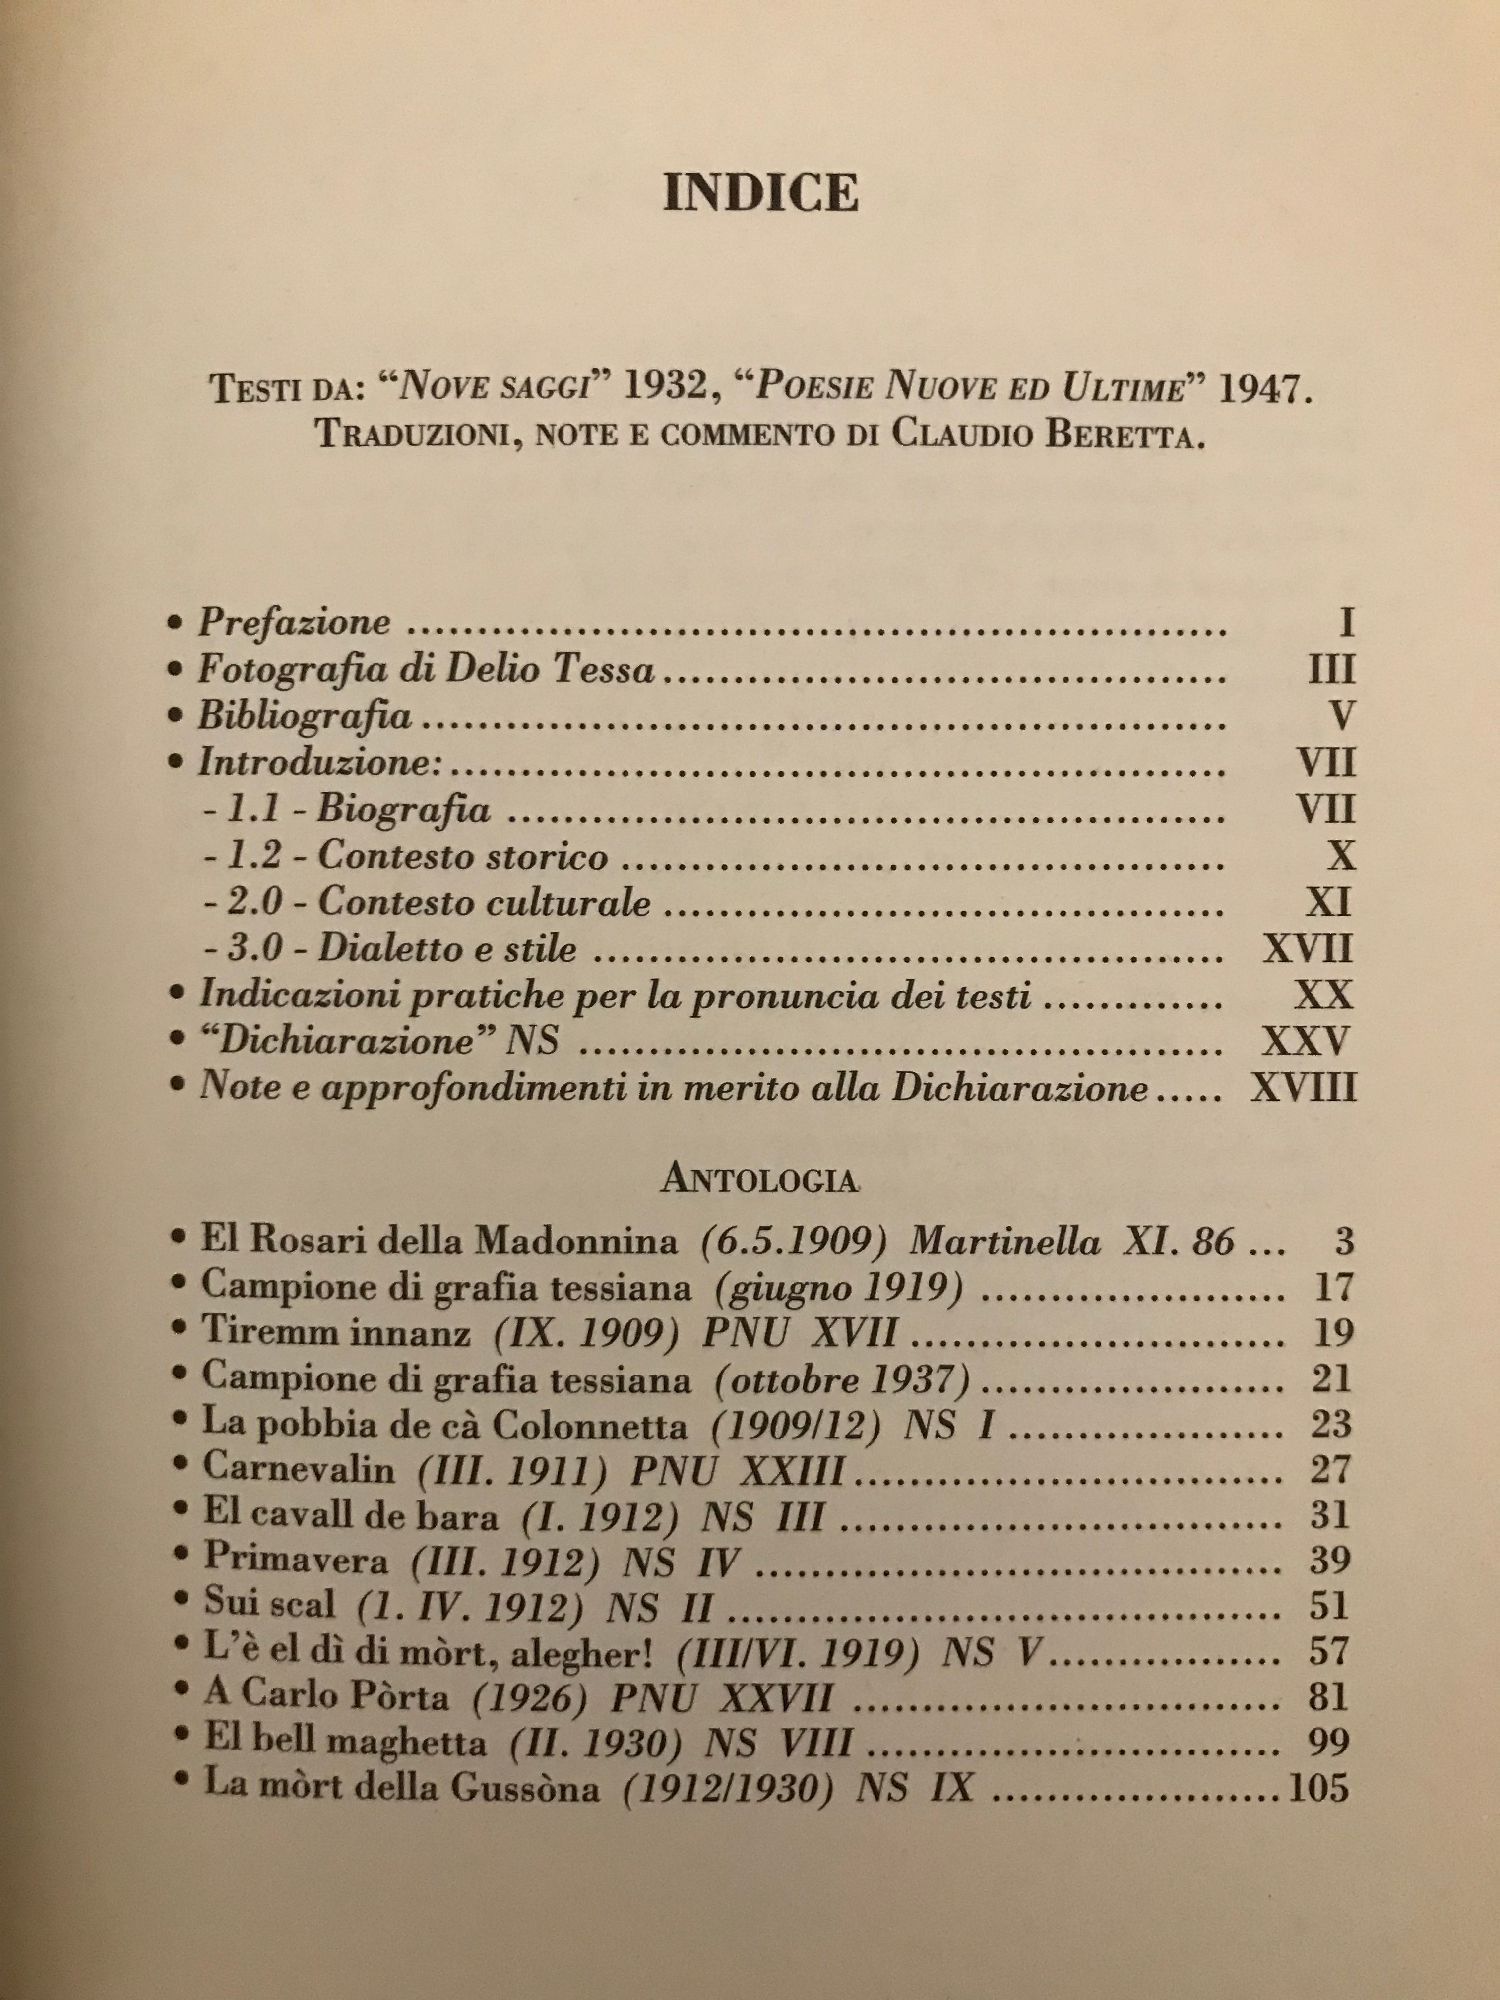 INDICE
TESTI DA: “NOVE SAGGI” 1932, “POESIE NUOVE ED ULTIME” 1947.
TRADUZIONI, NOTE E COMMENTO DI CLAUDIO BERETTA.
• Prefazione .......................................................... I
• Fotografia di Delio Tessa........................................ III
• Bibliografia......................................................... V
• Introduzione:....................................................... VII
- 1.1 - Biografia ................................................... VII
- 1.2 - Contesto storico ........................................... X
- 2.0 - Contesto culturale ........................................ XI
- 3.0 - Dialetto e stile ............................................. XVII
• Indicazioni pratiche per la pronuncia dei testi ............. XX
• “Dichiarazione” NS .............................................. XXV
• Note e approfondimenti in merito alla Dichiarazione..... XVIII
ANTOLOGIA
• El Rosari della Madonnina (6.5.1909) Martinella XI. 86 ... 3
• Campione di grafia tessiana (giugno 1919) ...................... 17
• Tiremm innanz (IX. 1909) PNU XVII........................... 19
• Campione di grafia tessiana (ottobre 1937)...................... 21
• La pobbia de cà Colonnetta (1909/12) NS I .................... 23
• Carnevalin (III. 1911) PNU XXIII............................... 27
• El cavall de bara (I. 1912) NS III ................................ 31
• Primavera (III. 1912) NS IV ...................................... 39
• Sui scal (1. IV. 1912) NS II ........................................ 51
• L’è el dì di mòrt, alegher! (III/VI. 1919) NS V................. 57
• A Carlo Pòrta (1926) PNU XXVII ............................... 81
• El bell maghetta (II. 1930) NS VIII .............................. 99
• La mòrt della Gussòna (1912/1930) NS IX .....................105